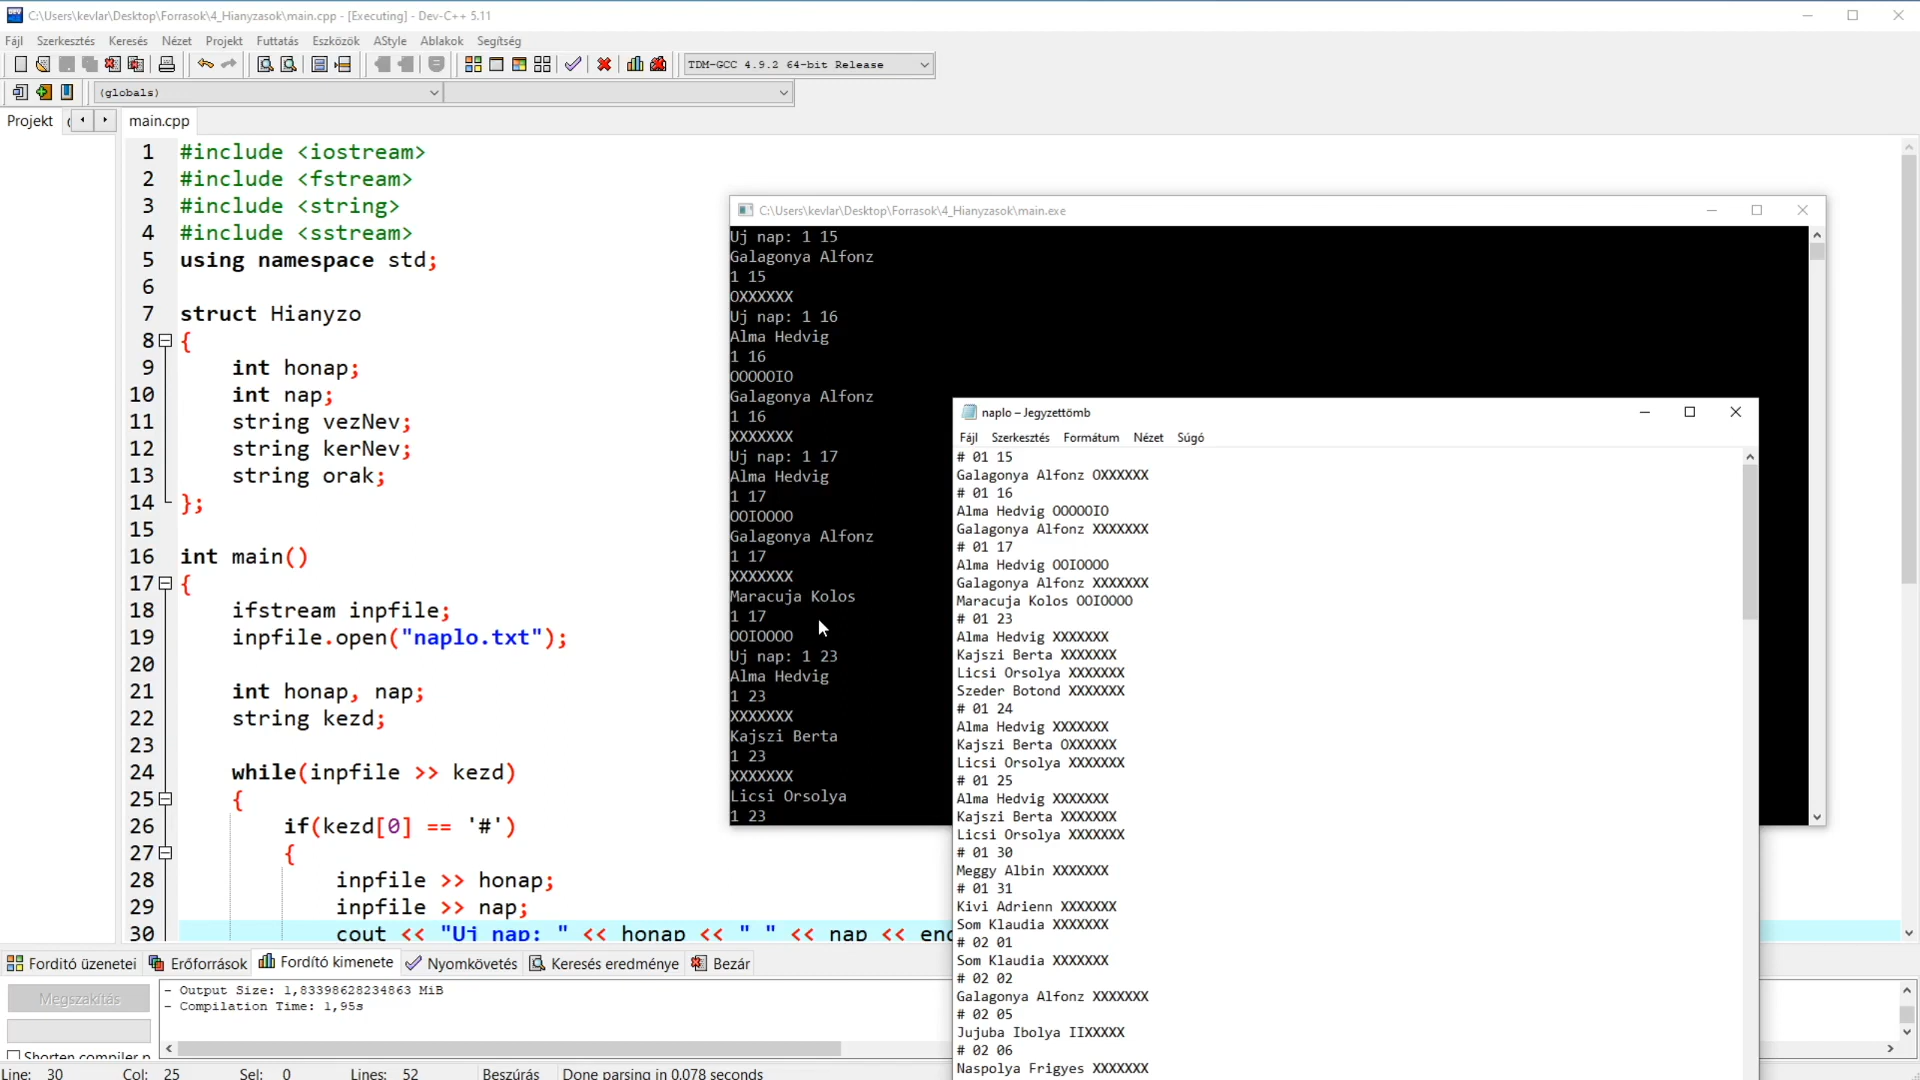 C:\Users\kevlar\Desktop\Forrasok\4_Hianyzasok\main.cpp - [Executing] - Dev-C++ 5.11
Fájl Szerkesztés Keresés Nézet Projekt Futtatás Eszközök AStyle Ablakok Segítség
TDM-GCC 4.9.2 64-bit Release
(globals)
Projekt
main.cpp
1 #include <iostream>
2 #include <fstream>
3 #include <string>
4 #include <sstream>
5 using namespace std;
6
7 struct Hianyzo
8 {
9 int honap;
10 int nap;
11 string vezNev;
12 string kerNev;
13 string orak;
14 };
15
16 int main()
17 {
18 ifstream inpfile;
19 inpfile.open("naplo.txt");
20
21 int honap, nap;
22 string kezd;
23
24 while(inpfile >> kezd)
25 {
26 if(kezd[0] == '#')
27 {
28 inpfile >> honap;
29 inpfile >> nap;
30 cout << "Uj nap: " << honap << " " << nap << end
C:\Users\kevlar\Desktop\Forrasok\4_Hianyzasok\main.exe
Uj nap: 1 15
Galagonya Alfonz
1 15
OXXXXXX
Uj nap: 1 16
Alma Hedvig
1 16
OOOOOIO
Galagonya Alfonz
1 16
XXXXXXX
Uj nap: 1 17
Alma Hedvig
1 17
OOIOOOO
Galagonya Alfonz
1 17
XXXXXXX
Maracuja Kolos
1 17
OOIOOOO
Uj nap: 1 23
Alma Hedvig
1 23
XXXXXXX
Kajszi Berta
1 23
XXXXXXX
Licsi Orsolya
1 23
naplo – Jegyzettömb
Fájl Szerkesztés Formátum Nézet Súgó
# 01 15
Galagonya Alfonz OXXXXXX
# 01 16
Alma Hedvig OOOOOIO
Galagonya Alfonz XXXXXXX
# 01 17
Alma Hedvig OOIOOOO
Galagonya Alfonz XXXXXXX
Maracuja Kolos OOIOOOO
# 01 23
Alma Hedvig XXXXXXX
Kajszi Berta XXXXXXX
Licsi Orsolya XXXXXXX
Szeder Botond XXXXXXX
# 01 24
Alma Hedvig XXXXXXX
Kajszi Berta OXXXXXX
Licsi Orsolya XXXXXXX
# 01 25
Alma Hedvig XXXXXXX
Kajszi Berta XXXXXXX
Licsi Orsolya XXXXXXX
# 01 30
Meggy Albin XXXXXXX
# 01 31
Kivi Adrienn XXXXXXX
Som Klaudia XXXXXXX
# 02 01
Som Klaudia XXXXXXX
# 02 02
Galagonya Alfonz XXXXXXX
# 02 05
Jujuba Ibolya IIXXXXX
# 02 06
Naspolya Frigyes XXXXXXX
Fordító üzenetei Erőforrások Fordító kimenete Nyomkövetés Keresés eredménye Bezár
Megszakítás
- Output Size: 1,83398628234863 MiB
- Compilation Time: 1,95s
Shorten compiler p
Line: 30 Col: 25 Sel: 0 Lines: 52 Beszúrás Done parsing in 0.078 seconds